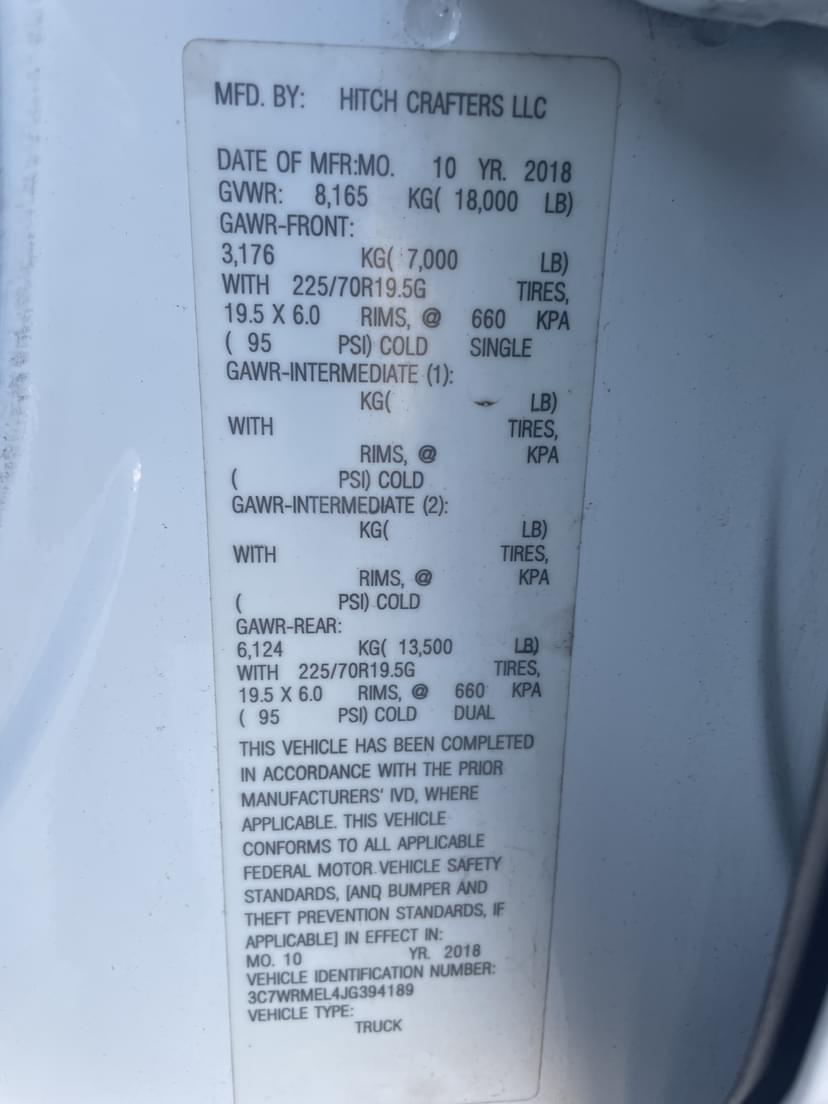 MFD. BY: HITCH CRAFTERS LLC
DATE OF MFR:MO. 10 YR. 2018
GVWR: 8,165 KG( 18,000 LB)
GAWR-FRONT:
3,176 KG( 7,000 LB)
WITH 225/70R19.5G TIRES,
19.5 X 6.0 RIMS, @ 660 KPA
( 95 PSI) COLD SINGLE
GAWR-INTERMEDIATE (1):
KG( LB)
WITH TIRES,
RIMS, @ KPA
( PSI) COLD
GAWR-INTERMEDIATE (2):
KG( LB)
WITH TIRES,
RIMS, @ KPA
( PSI) COLD
GAWR-REAR:
6,124 KG( 13,500 LB)
WITH 225/70R19.5G TIRES,
19.5 X 6.0 RIMS, @ 660 KPA
( 95 PSI) COLD DUAL
THIS VEHICLE HAS BEEN COMPLETED
IN ACCORDANCE WITH THE PRIOR
MANUFACTURERS' IVD, WHERE
APPLICABLE. THIS VEHICLE
CONFORMS TO ALL APPLICABLE
FEDERAL MOTOR VEHICLE SAFETY
STANDARDS, [AND BUMPER AND
THEFT PREVENTION STANDARDS, IF
APPLICABLE] IN EFFECT IN:
MO. 10 YR. 2018
VEHICLE IDENTIFICATION NUMBER:
3C7WRMEL4JG394189
VEHICLE TYPE:
TRUCK